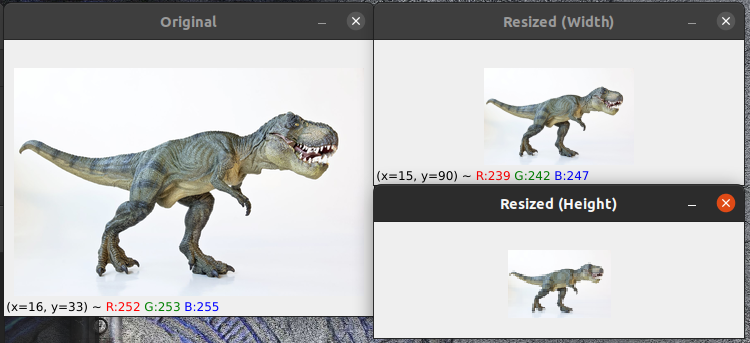 Original
(x=16, y=33) ~ R:252 G:253 B:255
Resized (Width)
(x=15, y=90) ~ R:239 G:242 B:247
Resized (Height)